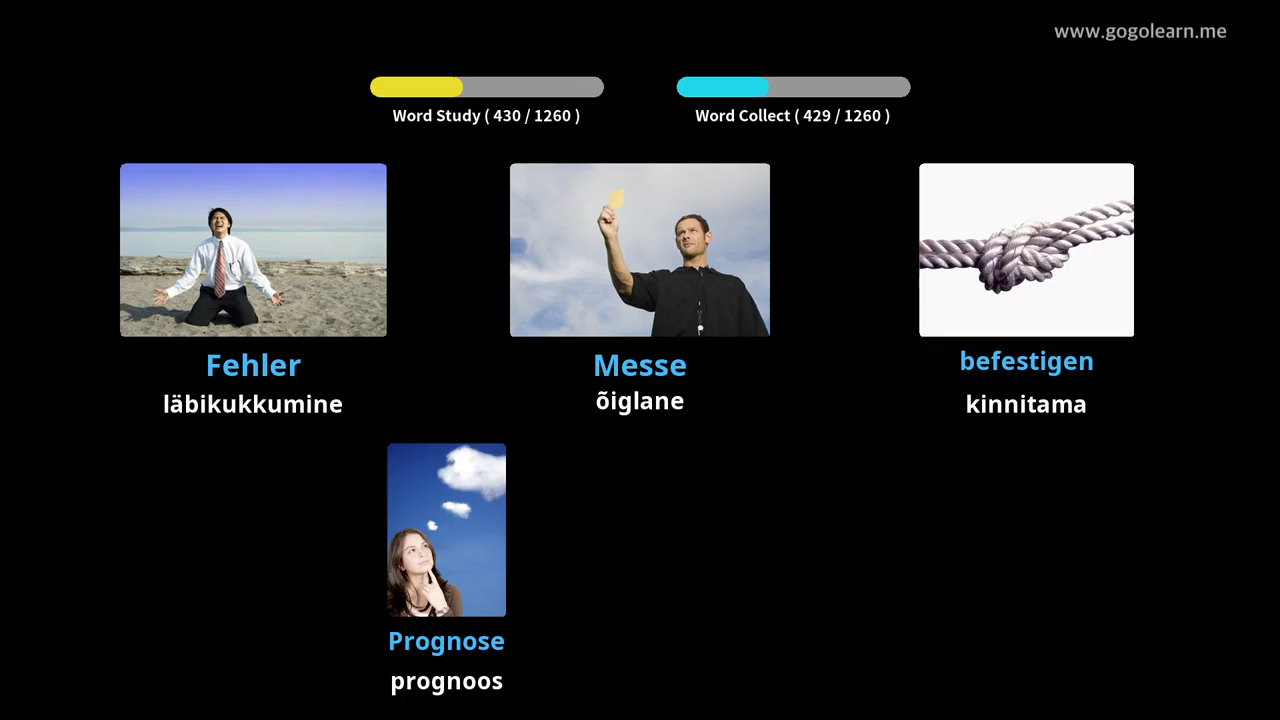 www.gogolearn.me
Word Study ( 430 / 1260 )
Word Collect ( 429 / 1260 )
Fehler
läbikukkumine
Messe
õiglane
befestigen
kinnitama
Prognose
prognoos